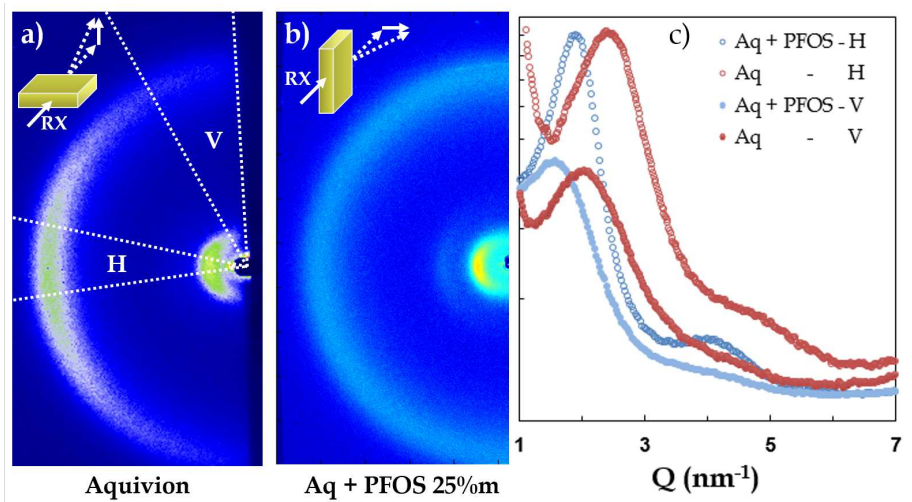 a)
RX
V
H
Aquivion
b)
RX
Aq + PFOS 25%m
c)
Aq + PFOS - H
Aq - H
Aq + PFOS - V
Aq - V
1 3 5 7
Q (nm⁻¹)